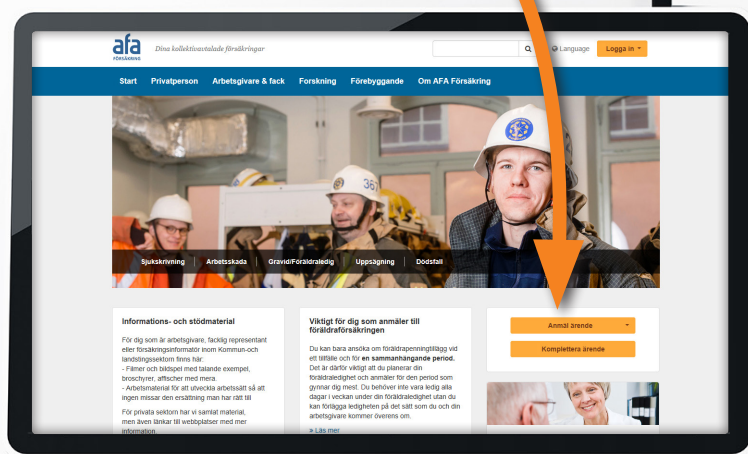 afa
FÖRSÄKRING
Dina kollektivavtalade försäkringar
Language
Logga in
Start Privatperson Arbetsgivare & fack Forskning Förebyggande Om AFA Försäkring
367
Sjukskrivning Arbetsskada Gravid/Föräldraledig Uppsägning Dödsfall
Informations- och stödmaterial
För dig som är arbetsgivare, facklig representant
eller försäkringsinformatör inom Kommun-och
landstingssektorn finns här:
- Filmer och bildspel med talande exempel,
broschyrer, affischer med mera.
- Arbetsmaterial för att utveckla arbetssätt så att
ingen missar den ersättning man har rätt till
För privata sektorn har vi samlat material,
men även länkar till webbplatser med mer
information.
Viktigt för dig som anmäler till
föräldraförsäkringen
Du kan bara ansöka om föräldrapenningtillägg vid
ett tillfälle och för en sammanhängande period.
Det är därför viktigt att du planerar din
föräldraledighet och anmäler för den period som
gynnar dig mest. Du behöver inte vara ledig alla
dagar i veckan under din föräldraledighet utan du
kan förlägga ledigheten på det sätt som du och din
arbetsgivare kommer överens om.
» Läs mer
Anmäl ärende
Komplettera ärende